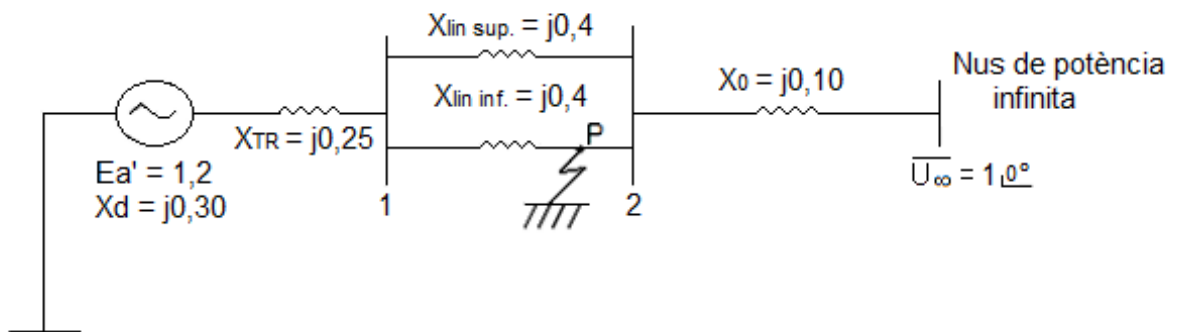 Xlin sup. = j0,4
Xlin inf. = j0,4
P
X0 = j0,10
Nus de potència
infinita
XTR = j0,25
Ea' = 1,2
Xd = j0,30
1
2
U∞ = 1 0°